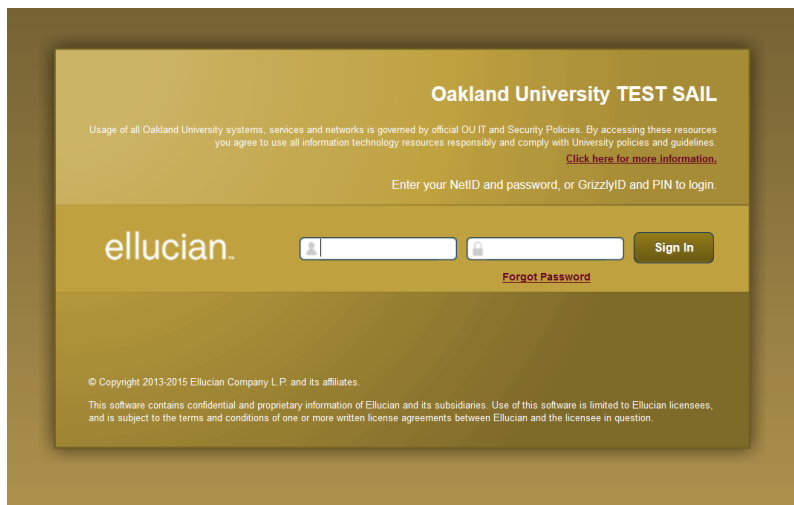 Oakland University TEST SAIL
Usage of all Oakland University systems, services and networks is governed by official OU IT and Security Policies. By accessing these resources
you agree to use all information technology resources responsibly and comply with University policies and guidelines.
Click here for more information.
Enter your NetID and password, or GrizzlyID and PIN to login.
ellucian™
Sign In
Forgot Password
© Copyright 2013-2015 Ellucian Company L.P. and its affiliates.
This software contains confidential and proprietary information of Ellucian and its subsidiaries. Use of this software is limited to Ellucian licensees,
and is subject to the terms and conditions of one or more written license agreements between Ellucian and the licensee in question.